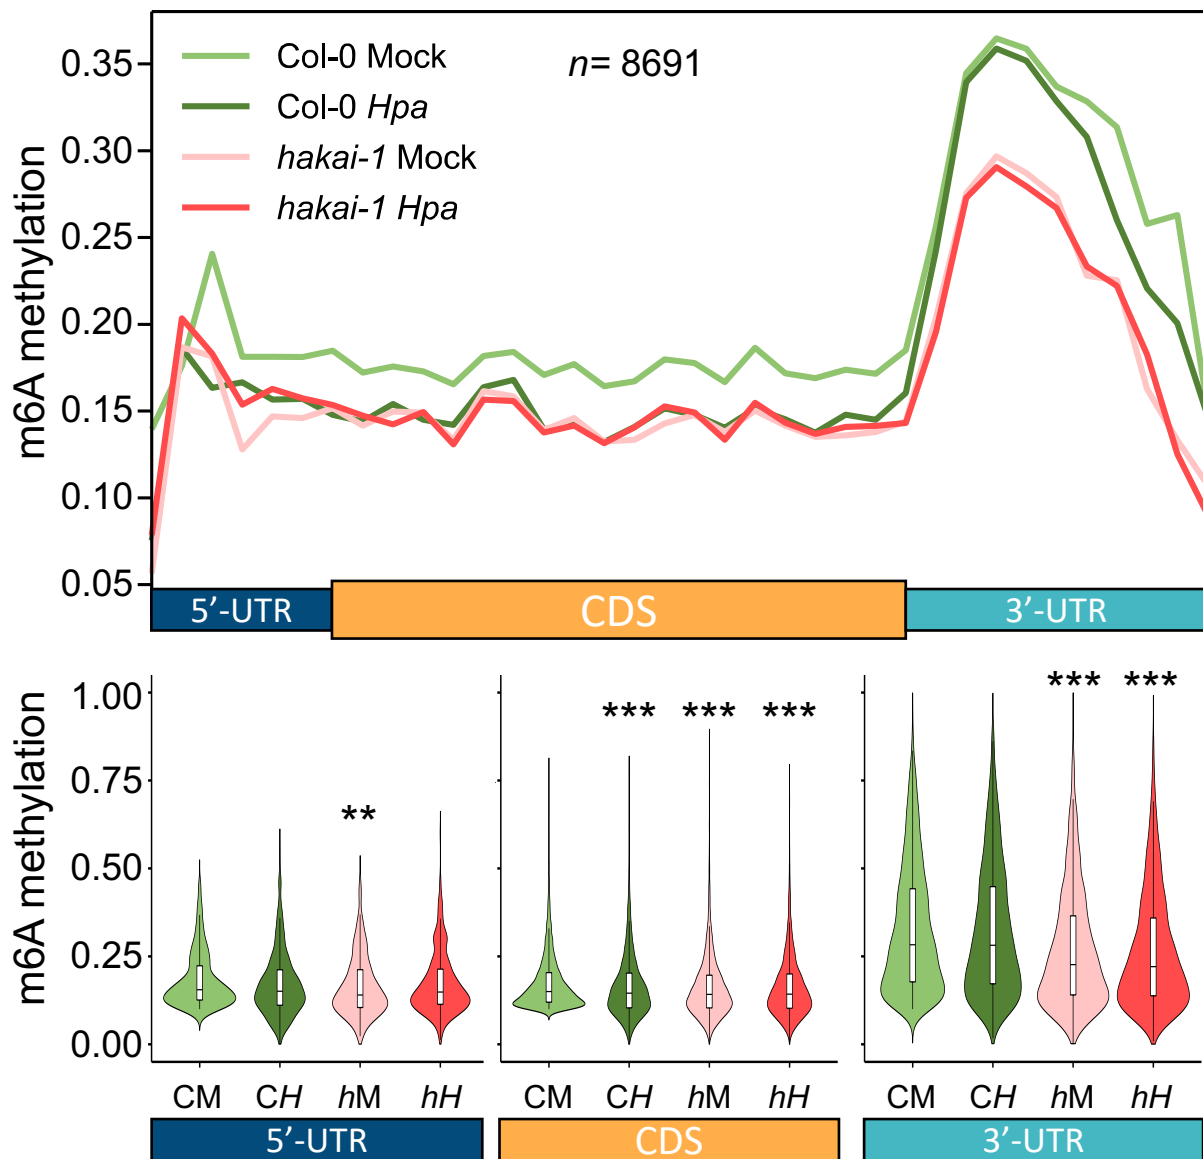 m6A methylation
0.35
0.30
0.25
0.20
0.15
0.10
0.05
Col-0 Mock
Col-0 Hpa
hakai-1 Mock
hakai-1 Hpa
n= 8691
5’-UTR CDS 3’-UTR
m6A methylation
1.00
0.75
0.50
0.25
0.00
**
*** *** ***
*** ***
CM CH hM hH CM CH hM hH CM CH hM hH
5’-UTR CDS 3’-UTR